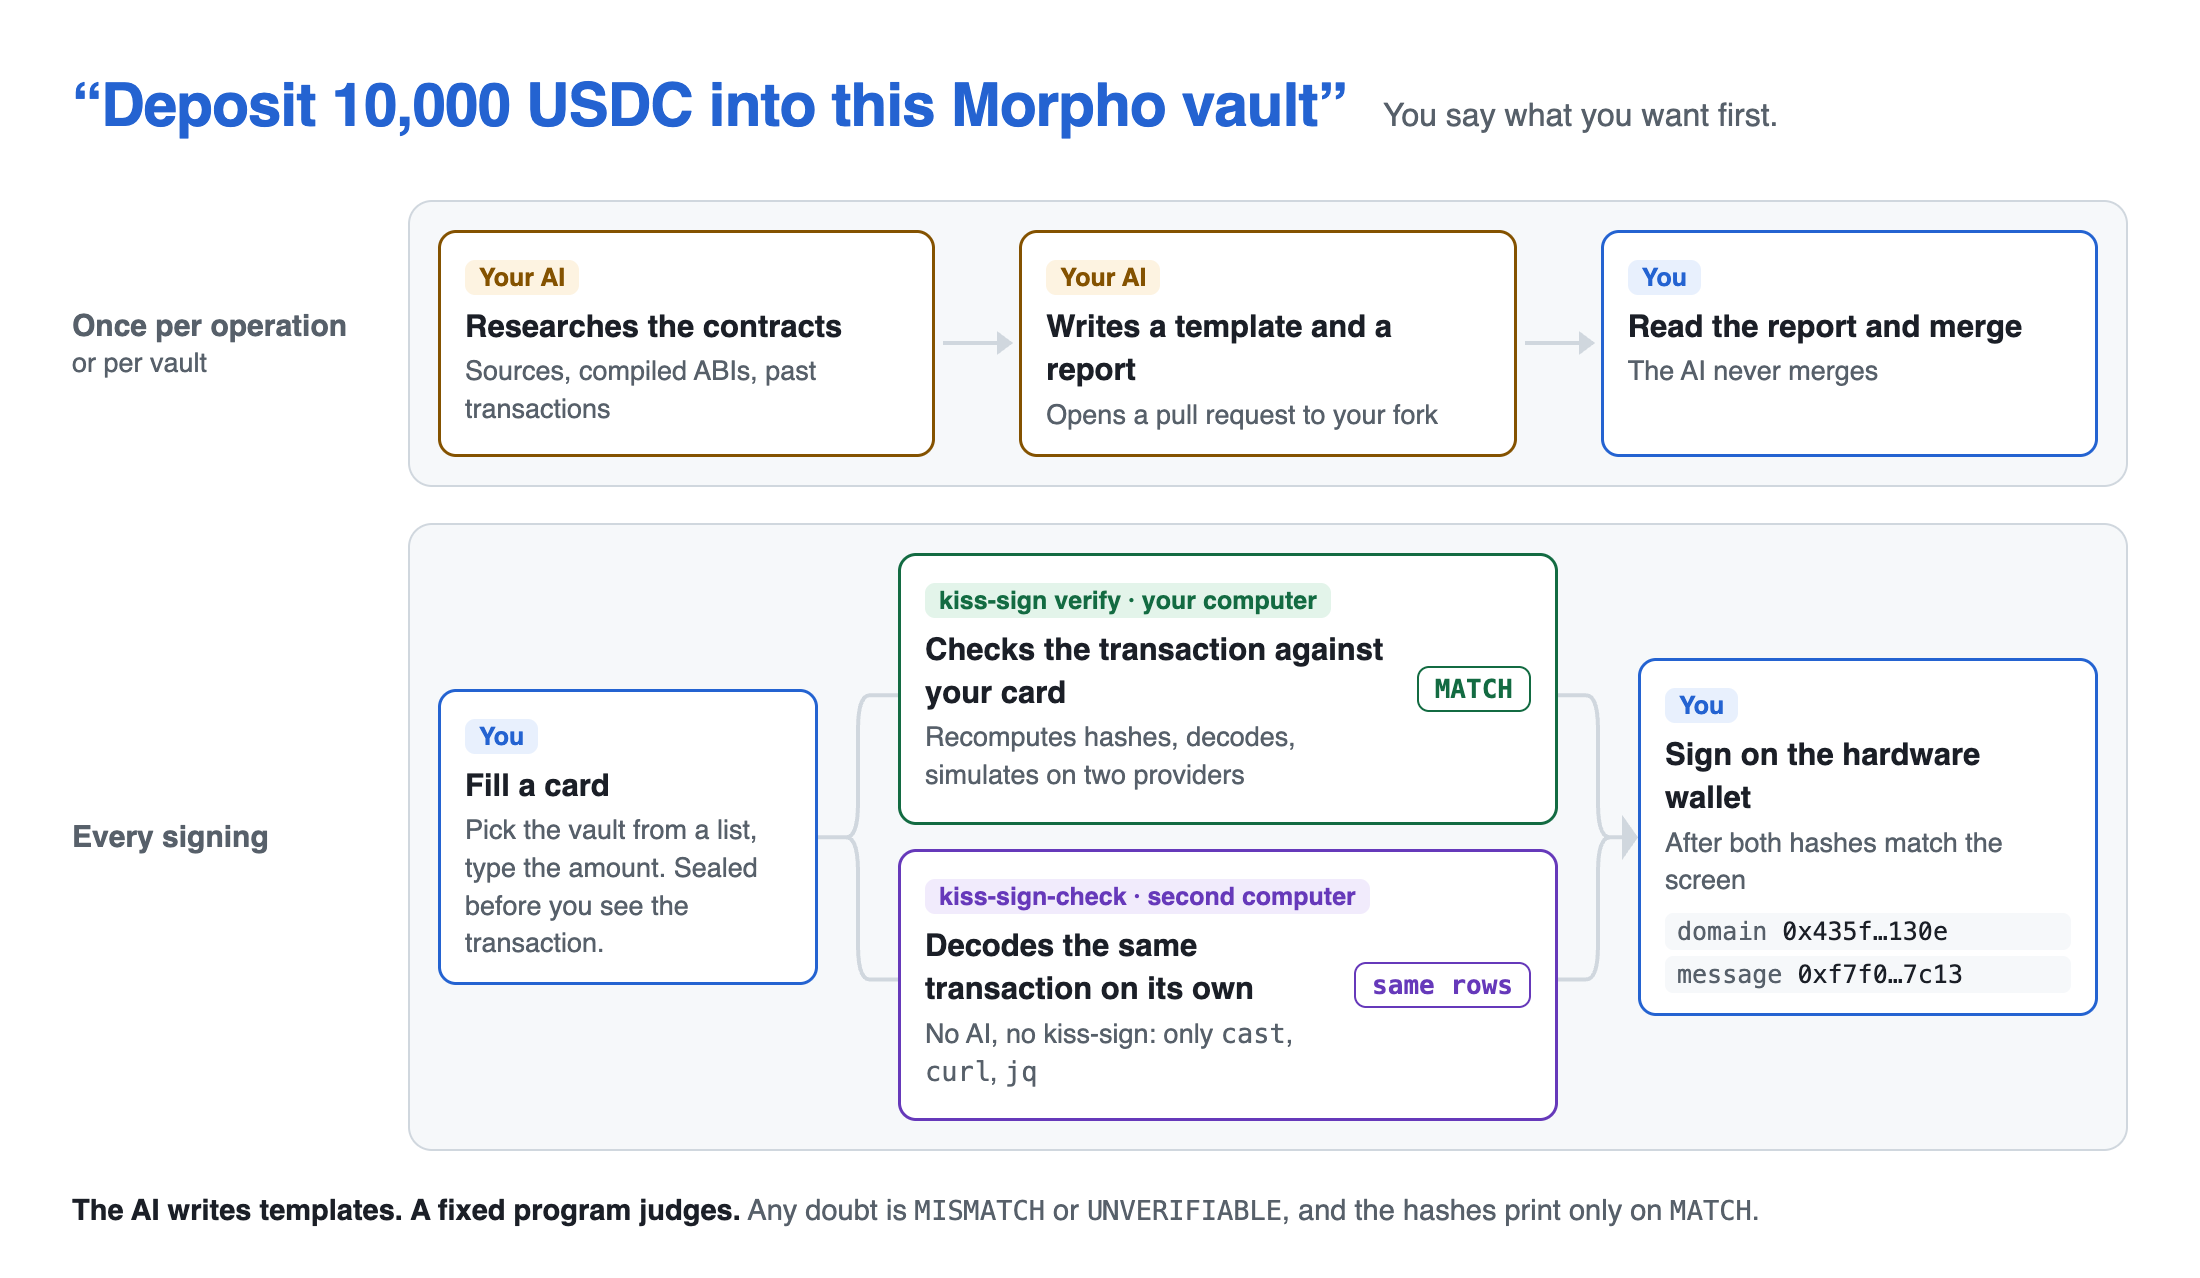 “Deposit 10,000 USDC into this Morpho vault” You say what you want first.
Once per operation
or per vault
Your AI
Researches the contracts
Sources, compiled ABIs, past
transactions
Your AI
Writes a template and a
report
Opens a pull request to your fork
You
Read the report and merge
The AI never merges
Every signing
You
Fill a card
Pick the vault from a list,
type the amount. Sealed
before you see the
transaction.
kiss-sign verify · your computer
Checks the transaction against
your card
Recomputes hashes, decodes,
simulates on two providers
MATCH
kiss-sign-check · second computer
Decodes the same
transaction on its own
No AI, no kiss-sign: only cast,
curl, jq
same rows
You
Sign on the hardware
wallet
After both hashes match the
screen
domain 0x435f…130e
message 0xf7f0…7c13
The AI writes templates. A fixed program judges. Any doubt is MISMATCH or UNVERIFIABLE, and the hashes print only on MATCH.